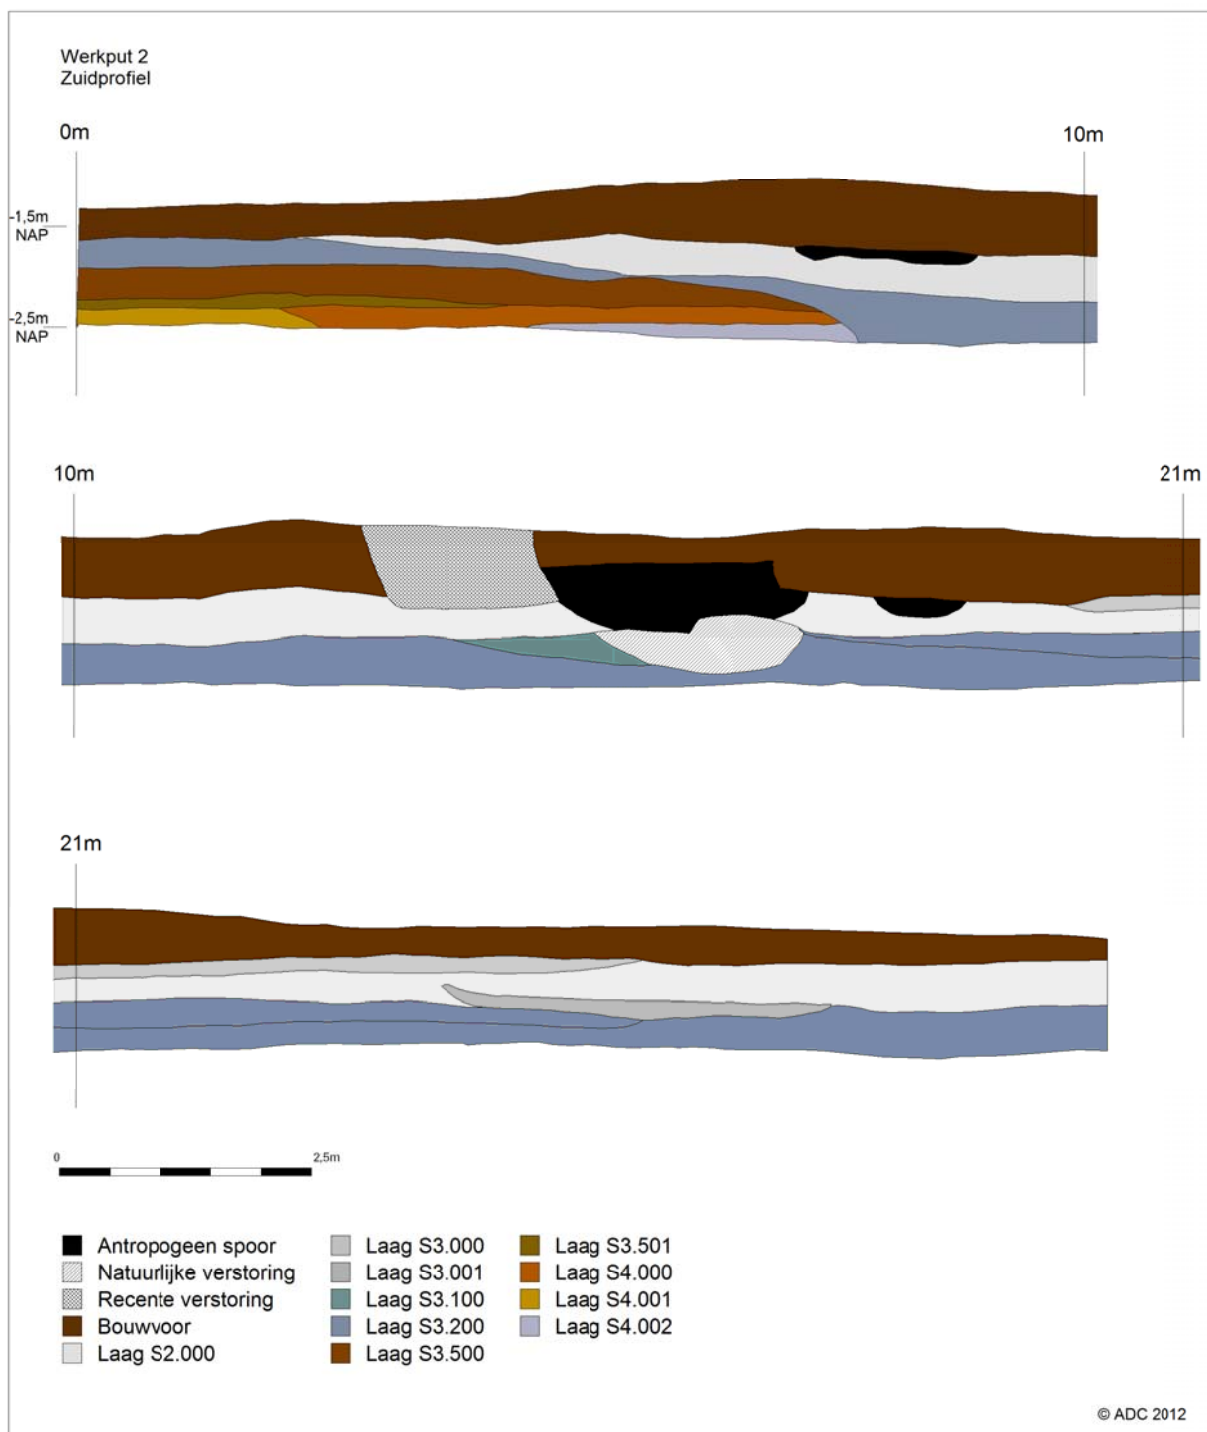 Werkput 2
Zuidprofiel
0m
10m
-1,5m
NAP
-2,5m
NAP
10m
21m
21m
0
2,5m
Antropogeen spoor
Natuurlijke verstoring
Recente verstoring
Bouwvoor
Laag S2.000
Laag S3.000
Laag S3.001
Laag S3.100
Laag S3.200
Laag S3.500
Laag S3.501
Laag S4.000
Laag S4.001
Laag S4.002
© ADC 2012